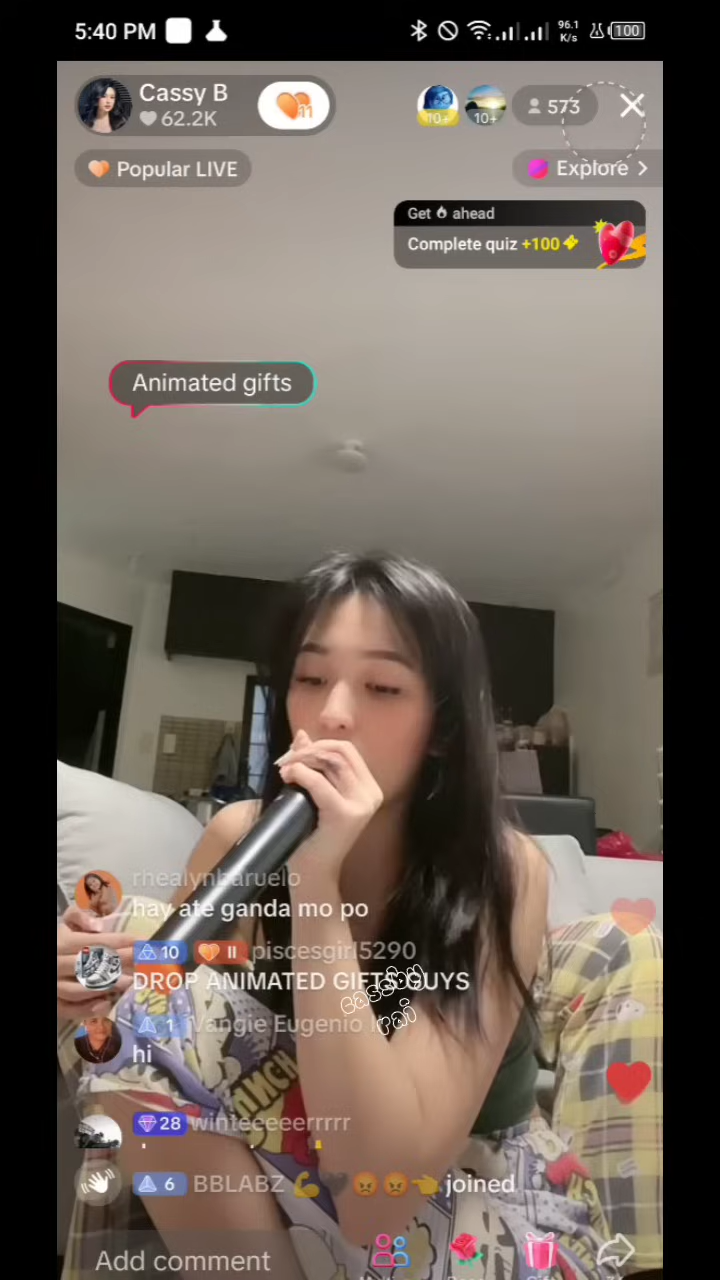 5:40 PM
96.1
K/s
100
Cassy B
62.2K
11
10+
10+
573
Popular LIVE
Explore
Get ahead
Complete quiz +100
Animated gifts
rhealynbaruelo
hay ate ganda mo po
10 II piscesgirl5290
DROP ANIMATED GIFTS GUYS
1 Vangie Eugenio
hi
28 winteeeeerrrrr
6 BBLABZ 💪🖤😡😡👈 joined
Add comment